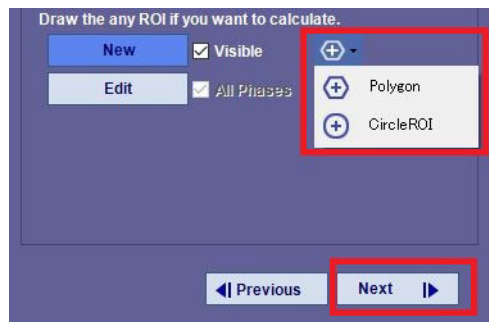 Draw the any ROI if you want to calculate.
New
Visible
Edit
All Phases
Polygon
CircleROI
Previous
Next